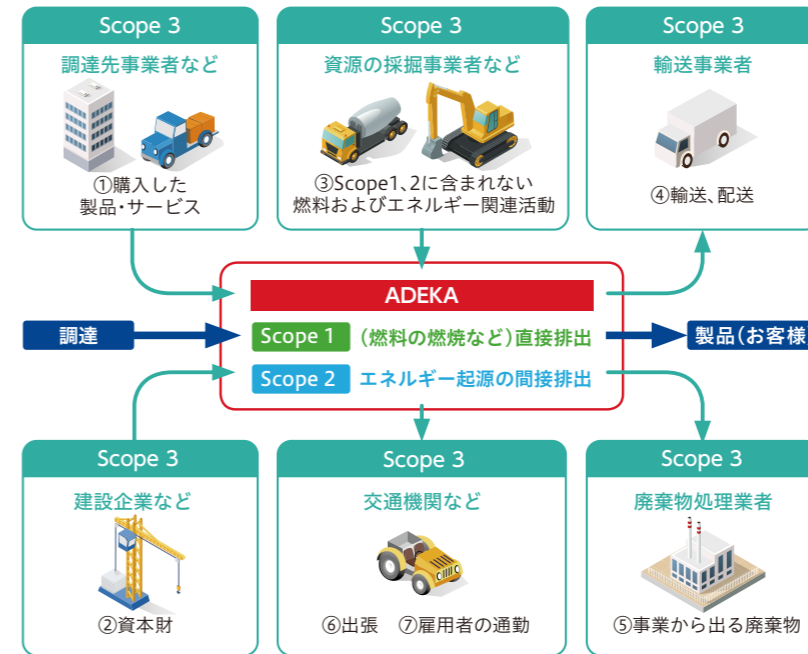 Scope 3
調達先事業者など
①購入した
製品・サービス
Scope 3
資源の採掘事業者など
③Scope1、2に含まれない
燃料およびエネルギー関連活動
Scope 3
輸送事業者
④輸送、配送
ADEKA
調達
Scope 1 (燃料の燃焼など)直接排出
製品(お客様
Scope 2 エネルギー起源の間接排出
Scope 3
建設企業など
②資本財
Scope 3
交通機関など
⑥出張 ⑦雇用者の通勤
Scope 3
廃棄物処理業者
⑤事業から出る廃棄物